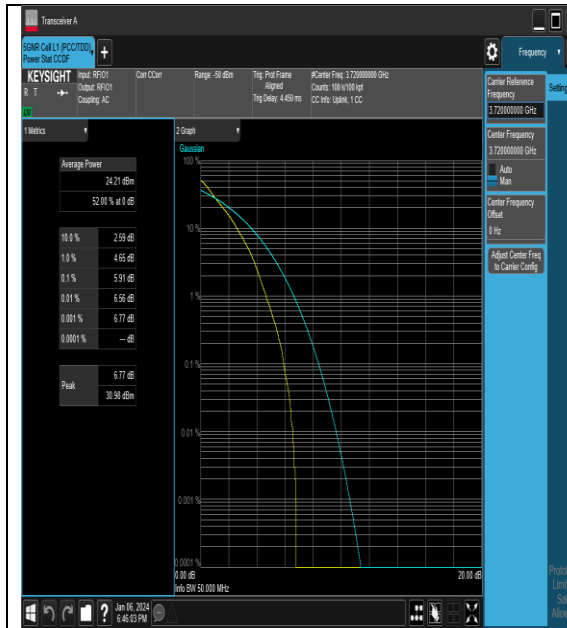 Transceiver A
5GNR Cell L1 (PCC/TDD)
Power Stat CCDF
+
Frequency
KEYSIGHT
R T
LXI
Input: RFIO1
Output: RFIO1
Coupling: AC
Corr CCorr
Range: -50 dBm
Trig: Prot Frame
Aligned
Trig Delay: 4.450 ms
#Center Freq: 3.720000000 GHz
Counts: 100 k/100 kpt
CC Info: Uplink, 1 CC
Carrier Reference
Frequency
3.720000000 GHz
Setting
Center Frequency
3.720000000 GHz
Auto
Man
Center Frequency
Offset
0 Hz
Adjust Center Freq
to Carrier Config
1 Metrics
Average Power
24.21 dBm
52.00 % at 0 dB
10.0 % 2.59 dB
1.0 % 4.65 dB
0.1 % 5.91 dB
0.01 % 6.56 dB
0.001 % 6.77 dB
0.0001 % --- dB
Peak
6.77 dB
30.98 dBm
2 Graph
Gaussian
100 %
10 %
1 %
0.1 %
0.01 %
0.001 %
0.0001 %
0.00 dB
20.00 dB
Info BW 50.000 MHz
?
Jan 06, 2024
6:46:03 PM